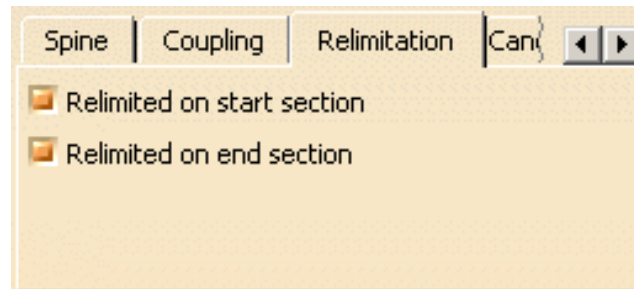 Spine Coupling Relimitation
Relimited on start section
Relimited on end section